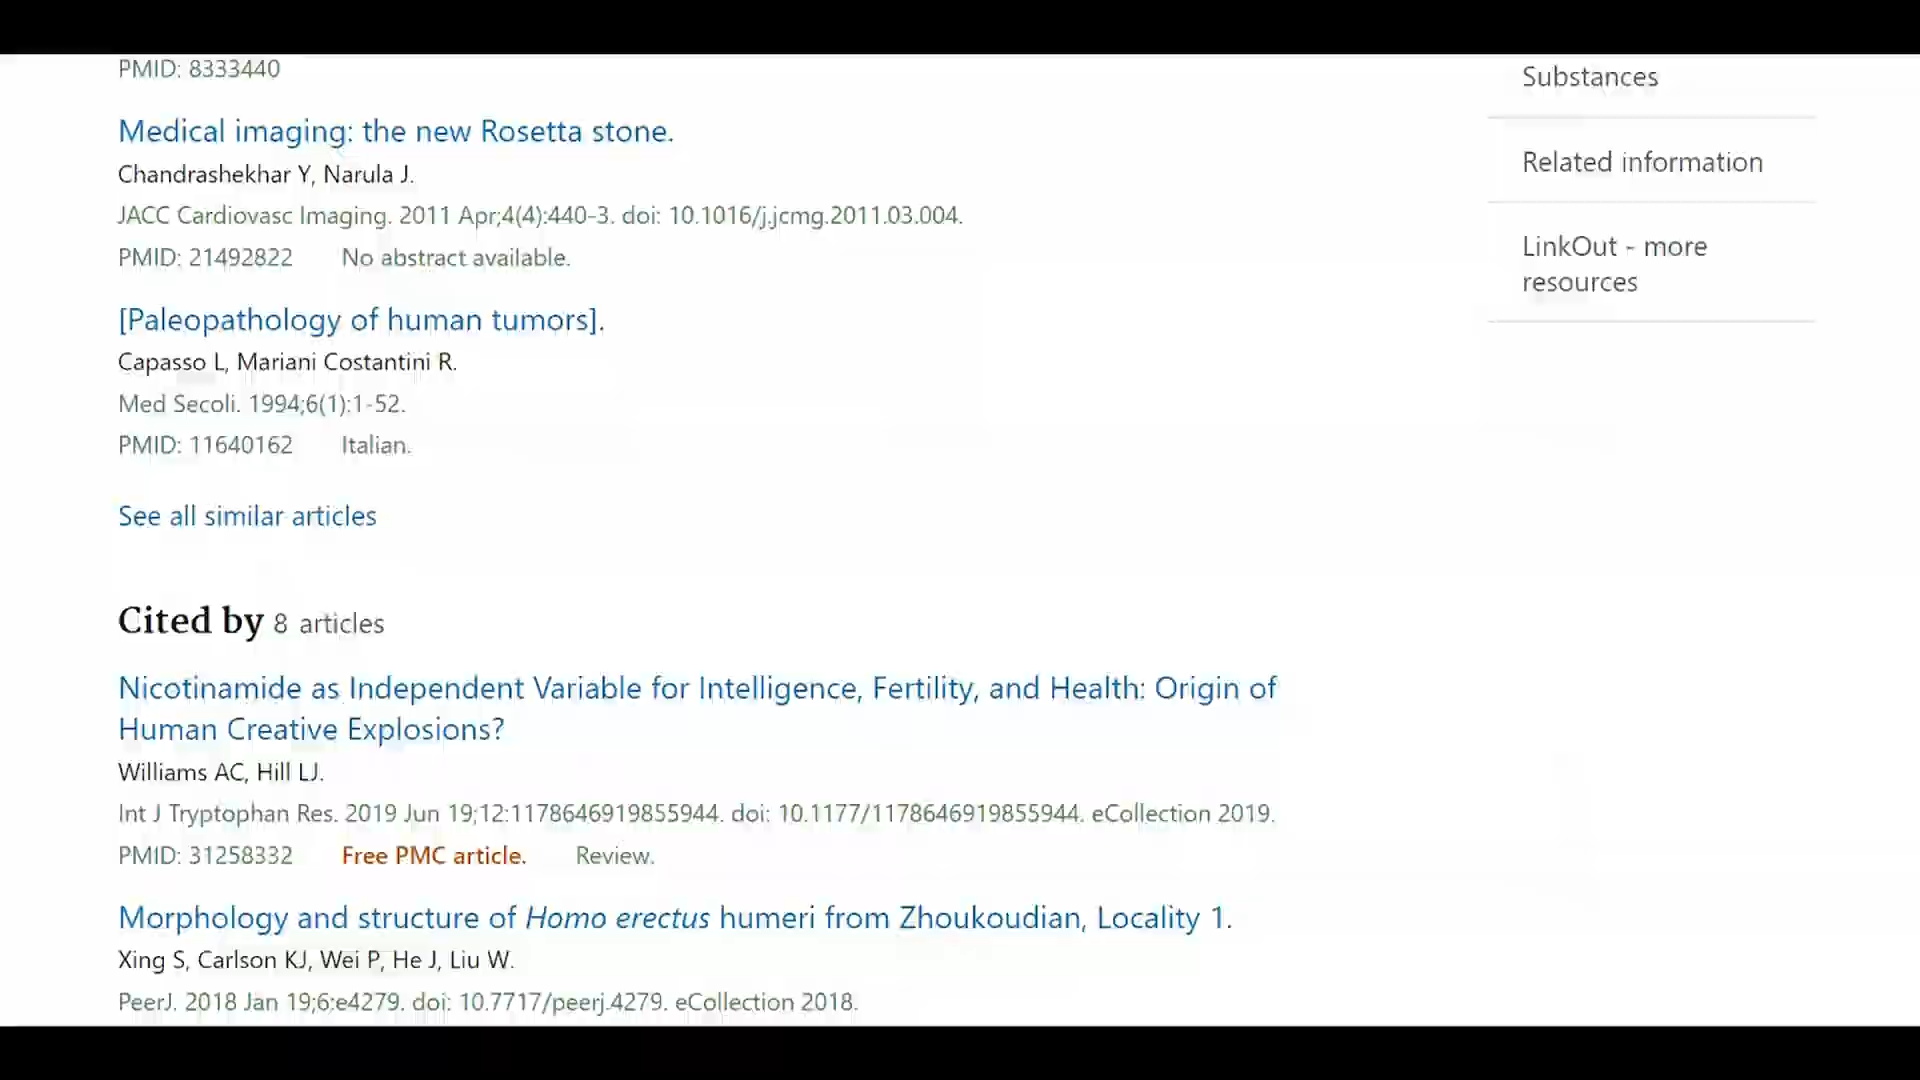 PMID: 8333440
Medical imaging: the new Rosetta stone.
Chandrashekhar Y, Narula J.
JACC Cardiovasc Imaging. 2011 Apr;4(4):440-3. doi: 10.1016/j.jcmg.2011.03.004.
PMID: 21492822 No abstract available.
[Paleopathology of human tumors].
Capasso L, Mariani Costantini R.
Med Secoli. 1994;6(1):1-52.
PMID: 11640162 Italian.
See all similar articles
Cited by 8 articles
Nicotinamide as Independent Variable for Intelligence, Fertility, and Health: Origin of
Human Creative Explosions?
Williams AC, Hill LJ.
Int J Tryptophan Res. 2019 Jun 19;12:1178646919855944. doi: 10.1177/1178646919855944. eCollection 2019.
PMID: 31258332 Free PMC article. Review.
Morphology and structure of Homo erectus humeri from Zhoukoudian, Locality 1.
Xing S, Carlson KJ, Wei P, He J, Liu W.
PeerJ. 2018 Jan 19;6:e4279. doi: 10.7717/peerj.4279. eCollection 2018.
Substances
Related information
LinkOut - more
resources